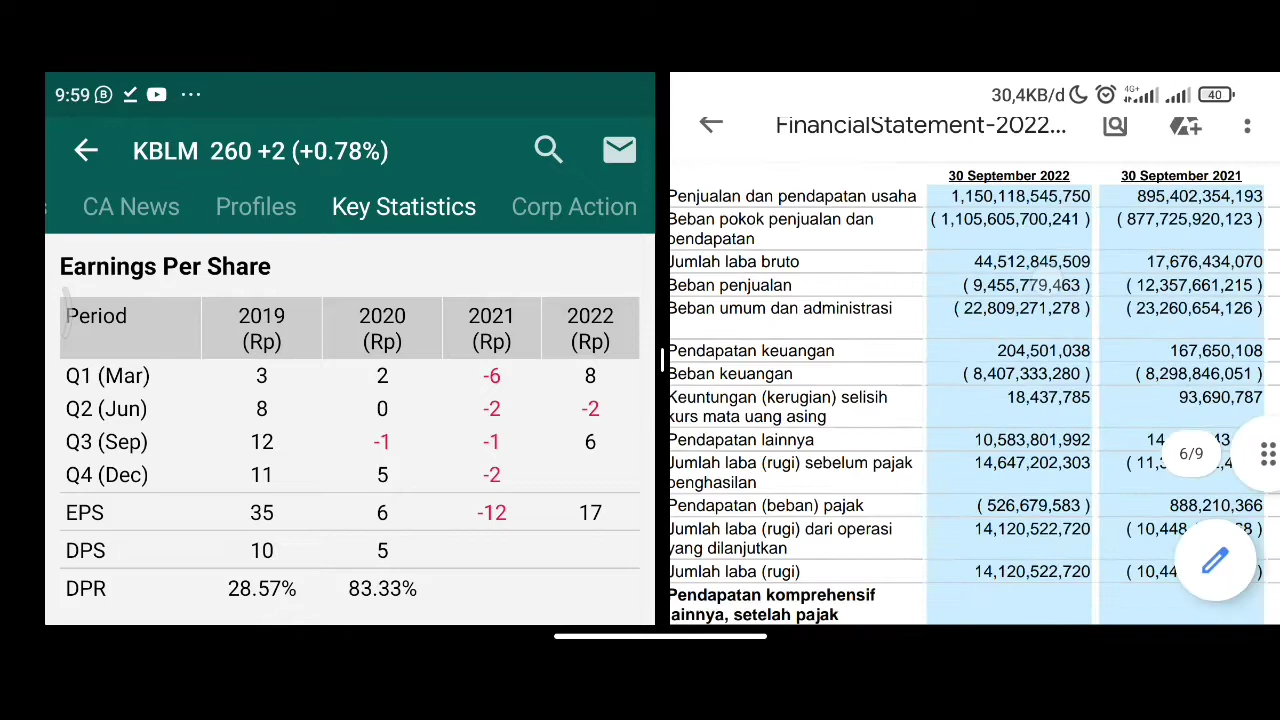 9:59
KBLM 260 +2 (+0.78%)
CA News Profiles Key Statistics Corp Action
Earnings Per Share
Period 2019 (Rp) 2020 (Rp) 2021 (Rp) 2022 (Rp)
Q1 (Mar) 3 2 -6 8
Q2 (Jun) 8 0 -2 -2
Q3 (Sep) 12 -1 -1 6
Q4 (Dec) 11 5 -2
EPS 35 6 -12 17
DPS 10 5
DPR 28.57% 83.33%
30,4KB/d 4G+ 40
FinancialStatement-2022...
30 September 2022 30 September 2021
Penjualan dan pendapatan usaha 1,150,118,545,750 895,402,354,193
Beban pokok penjualan dan ( 1,105,605,700,241 ) ( 877,725,920,123 )
pendapatan
Jumlah laba bruto 44,512,845,509 17,676,434,070
Beban penjualan ( 9,455,779,463 ) ( 12,357,661,215 )
Beban umum dan administrasi ( 22,809,271,278 ) ( 23,260,654,126 )
Pendapatan keuangan 204,501,038 167,650,108
Beban keuangan ( 8,407,333,280 ) ( 8,298,846,051 )
Keuntungan (kerugian) selisih 18,437,785 93,690,787
kurs mata uang asing
Pendapatan lainnya 10,583,801,992
6/9
Jumlah laba (rugi) sebelum pajak 14,647,202,303
penghasilan
Pendapatan (beban) pajak ( 526,679,583 ) 888,210,366
Jumlah laba (rugi) dari operasi 14,120,522,720
yang dilanjutkan
Jumlah laba (rugi) 14,120,522,720
Pendapatan komprehensif
lainnya, setelah pajak